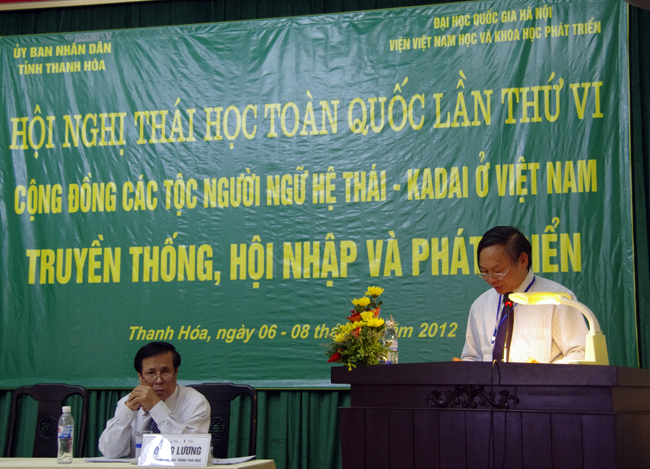 ỦY BAN NHÂN DÂN
TỈNH THANH HÓA
ĐẠI HỌC QUỐC GIA HÀ NỘI
VIỆN VIỆT NAM HỌC VÀ KHOA HỌC PHÁT TRIỂN
HỘI NGHỊ THÁI HỌC TOÀN QUỐC LẦN THỨ VI
CỘNG ĐỒNG CÁC TỘC NGƯỜI NGỮ HỆ THÁI - KADAI Ở VIỆT NAM
TRUYỀN THỐNG, HỘI NHẬP VÀ PHÁT IỂN
Thanh Hóa, ngày 06 - 08 2012
LƯƠNG